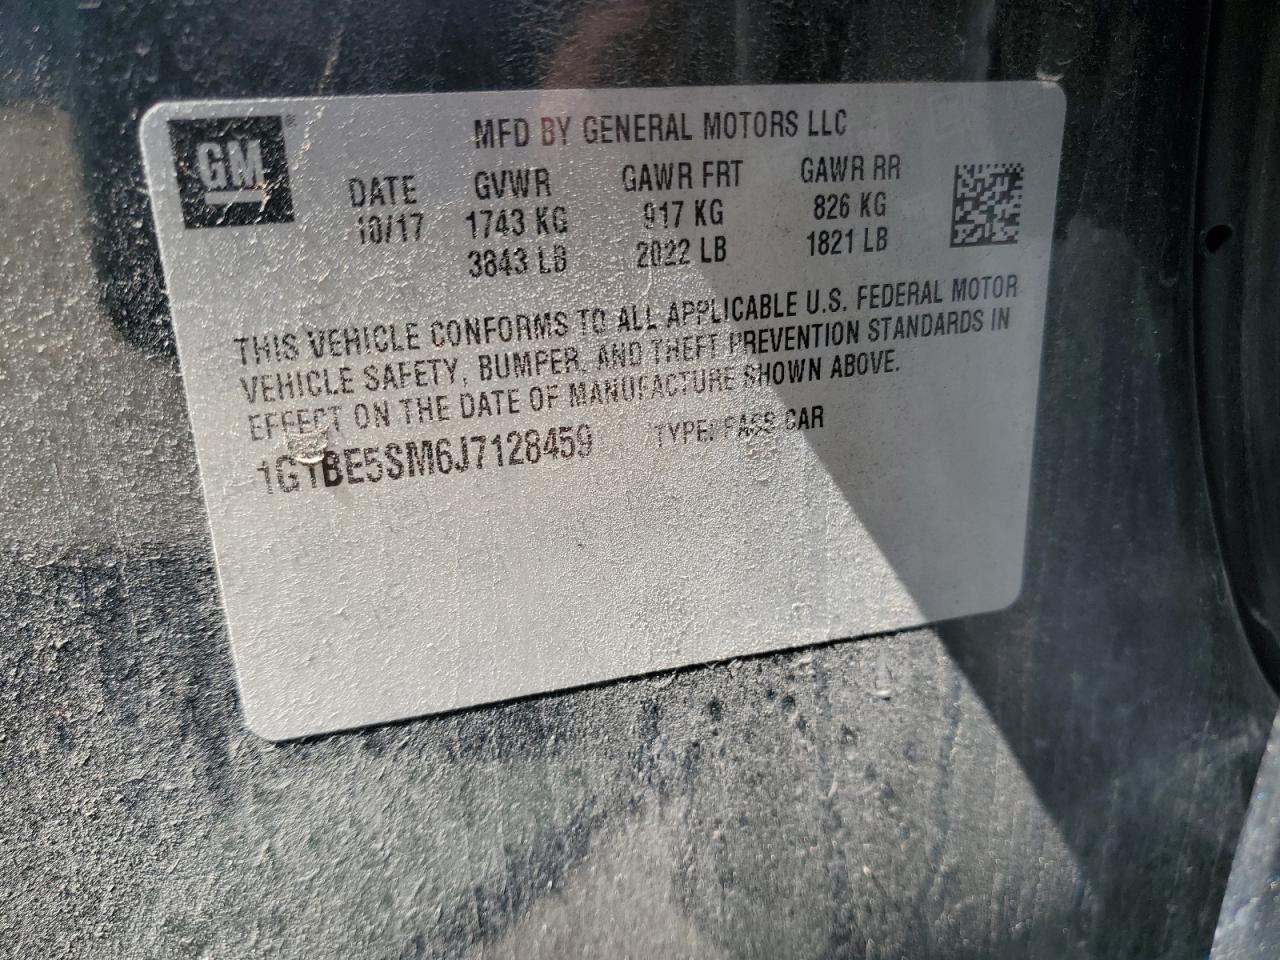 GM ®
MFD BY GENERAL MOTORS LLC
DATE GVWR GAWR FRT GAWR RR
10/17 1743 KG 917 KG 826 KG
3843 LB 2022 LB 1821 LB
THIS VEHICLE CONFORMS TO ALL APPLICABLE U.S. FEDERAL MOTOR
VEHICLE SAFETY, BUMPER, AND THEFT PREVENTION STANDARDS IN
EFFECT ON THE DATE OF MANUFACTURE SHOWN ABOVE.
1G1BE5SM6J7128459 TYPE: PASS CAR